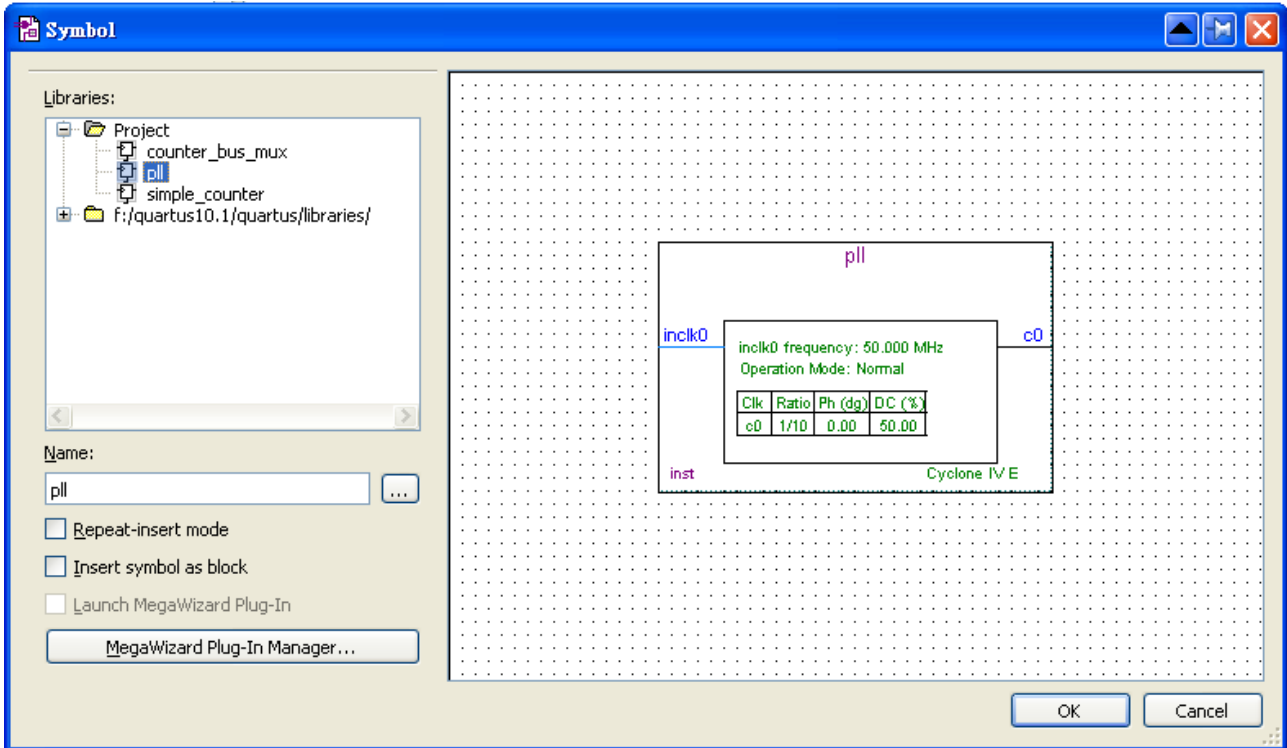 Symbol
Libraries:
Project
counter_bus_mux
pll
simple_counter
f:/quartus10.1/quartus/libraries/
Name:
pll
...
Repeat-insert mode
Insert symbol as block
Launch MegaWizard Plug-In
MegaWizard Plug-In Manager...
pll
inclk0
c0
inclk0 frequency: 50.000 MHz
Operation Mode: Normal
Clk Ratio Ph (dg) DC (%)
c0 1/10 0.00 50.00
inst
Cyclone IV E
OK
Cancel